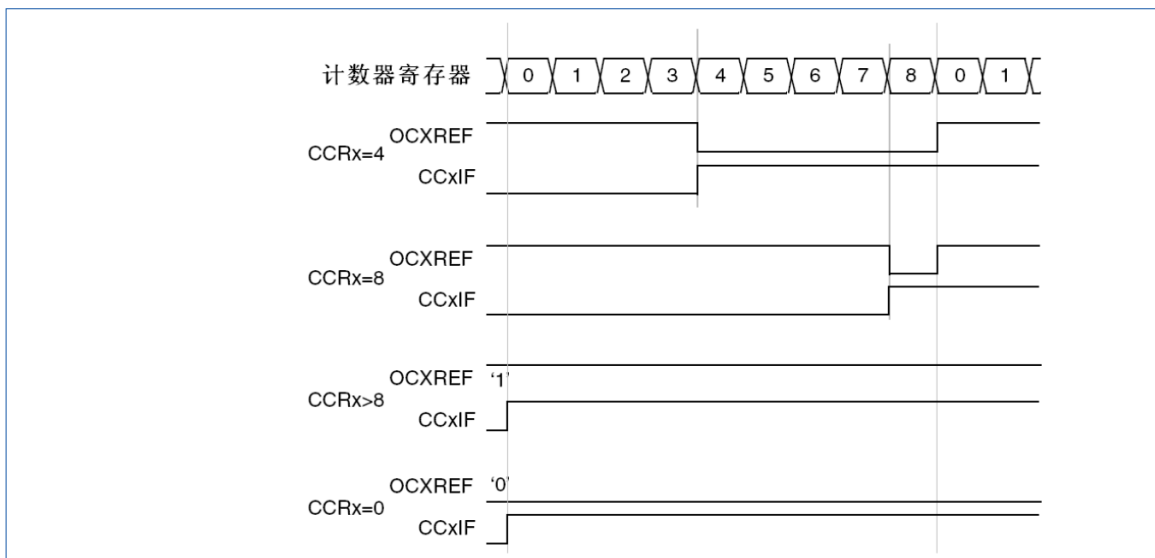 计数器寄存器 0 1 2 3 4 5 6 7 8 0 1
OCXREF
CCRx=4
CCxIF
OCXREF
CCRx=8
CCxIF
OCXREF '1'
CCRx>8
CCxIF
OCXREF '0'
CCRx=0
CCxIF